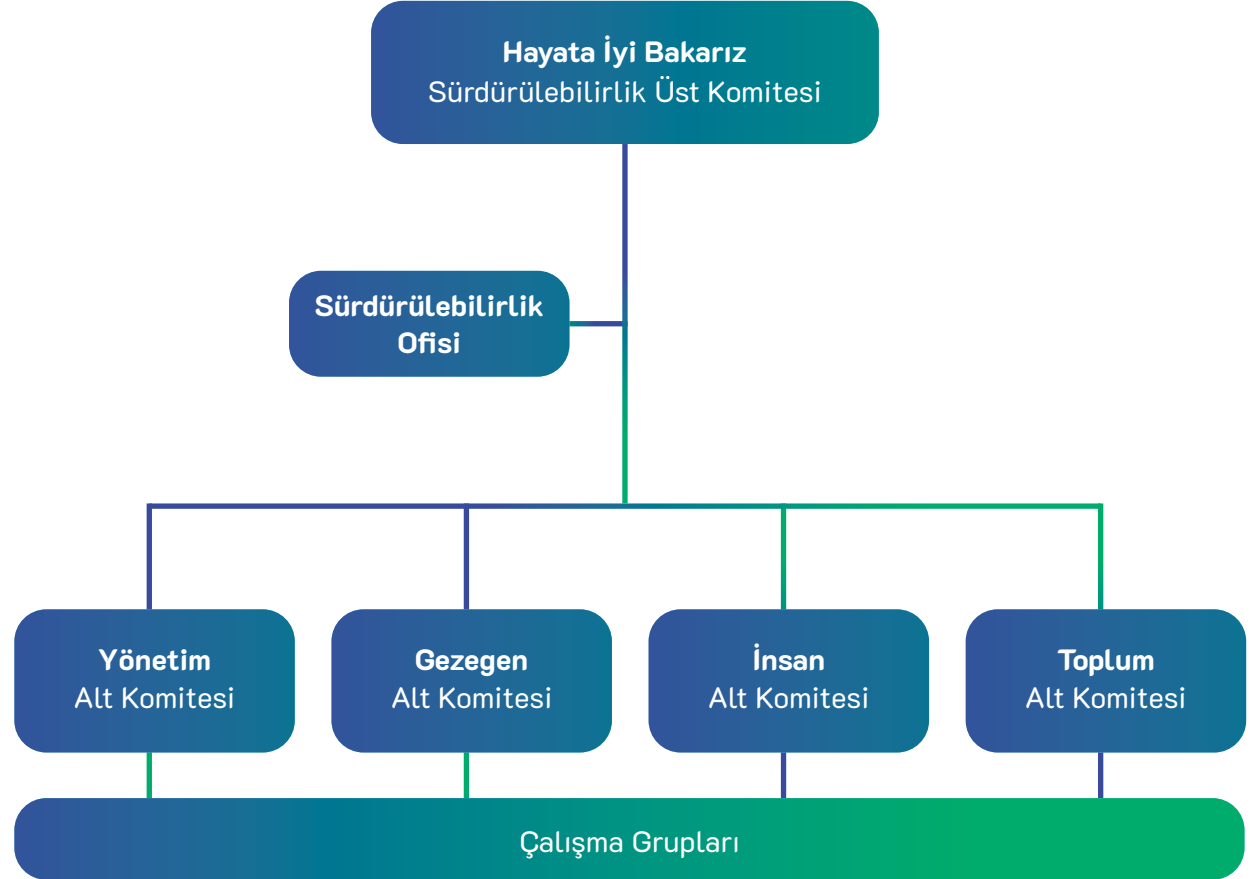 Hayata İyi Bakarız
Sürdürülebilirlik Üst Komitesi
Sürdürülebilirlik
Ofisi
Yönetim
Alt Komitesi
Gezegen
Alt Komitesi
İnsan
Alt Komitesi
Toplum
Alt Komitesi
Çalışma Grupları